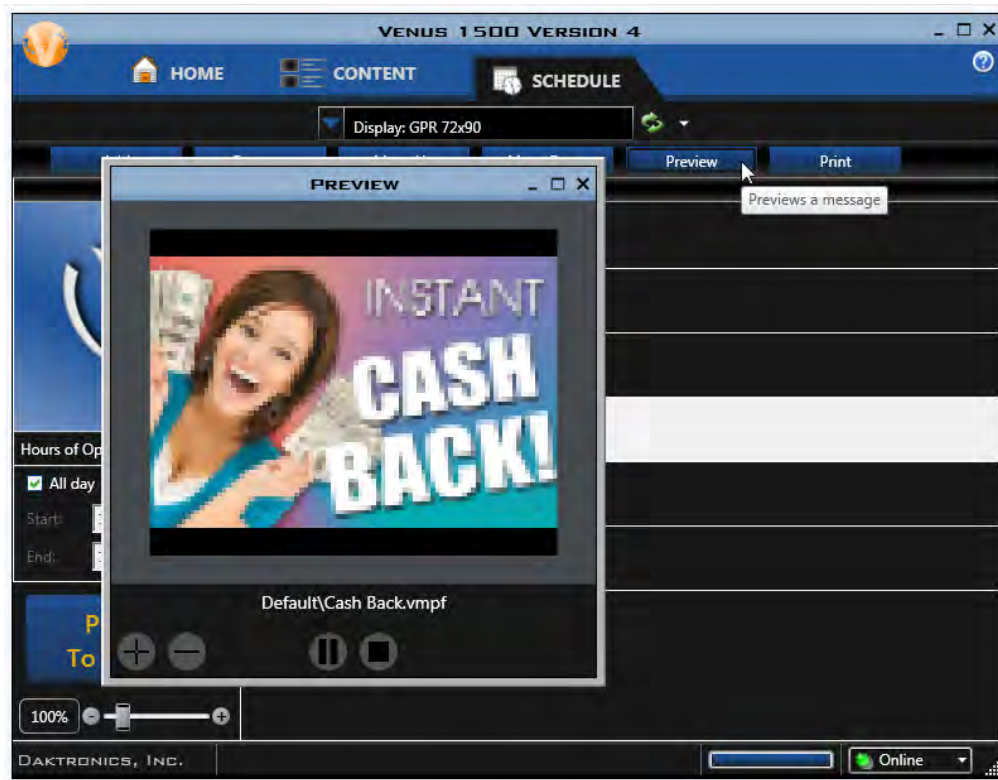 VENUS 1500 VERSION 4
HOME
CONTENT
SCHEDULE
Display: GPR 72x90
Preview
Print
Previews a message
PREVIEW
INSTANT
CASH
BACK!
Default\Cash Back.vmpf
Hours of Op
All day
Start:
End:
P
To
100%
DAKTRONICS, INC.
Online